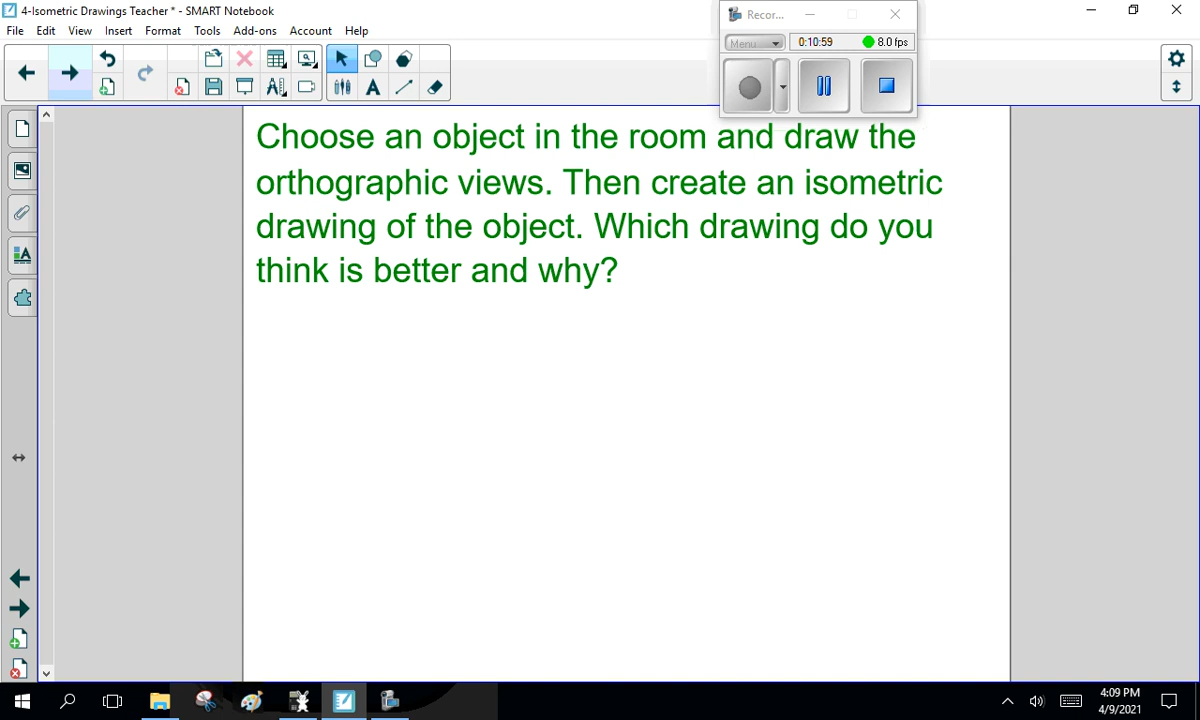 4-Isometric Drawings Teacher * - SMART Notebook
File Edit View Insert Format Tools Add-ons Account Help
Recor...
Menu 0:10:59 8.0 fps
Choose an object in the room and draw the
orthographic views. Then create an isometric
drawing of the object. Which drawing do you
think is better and why?
4:09 PM
4/9/2021